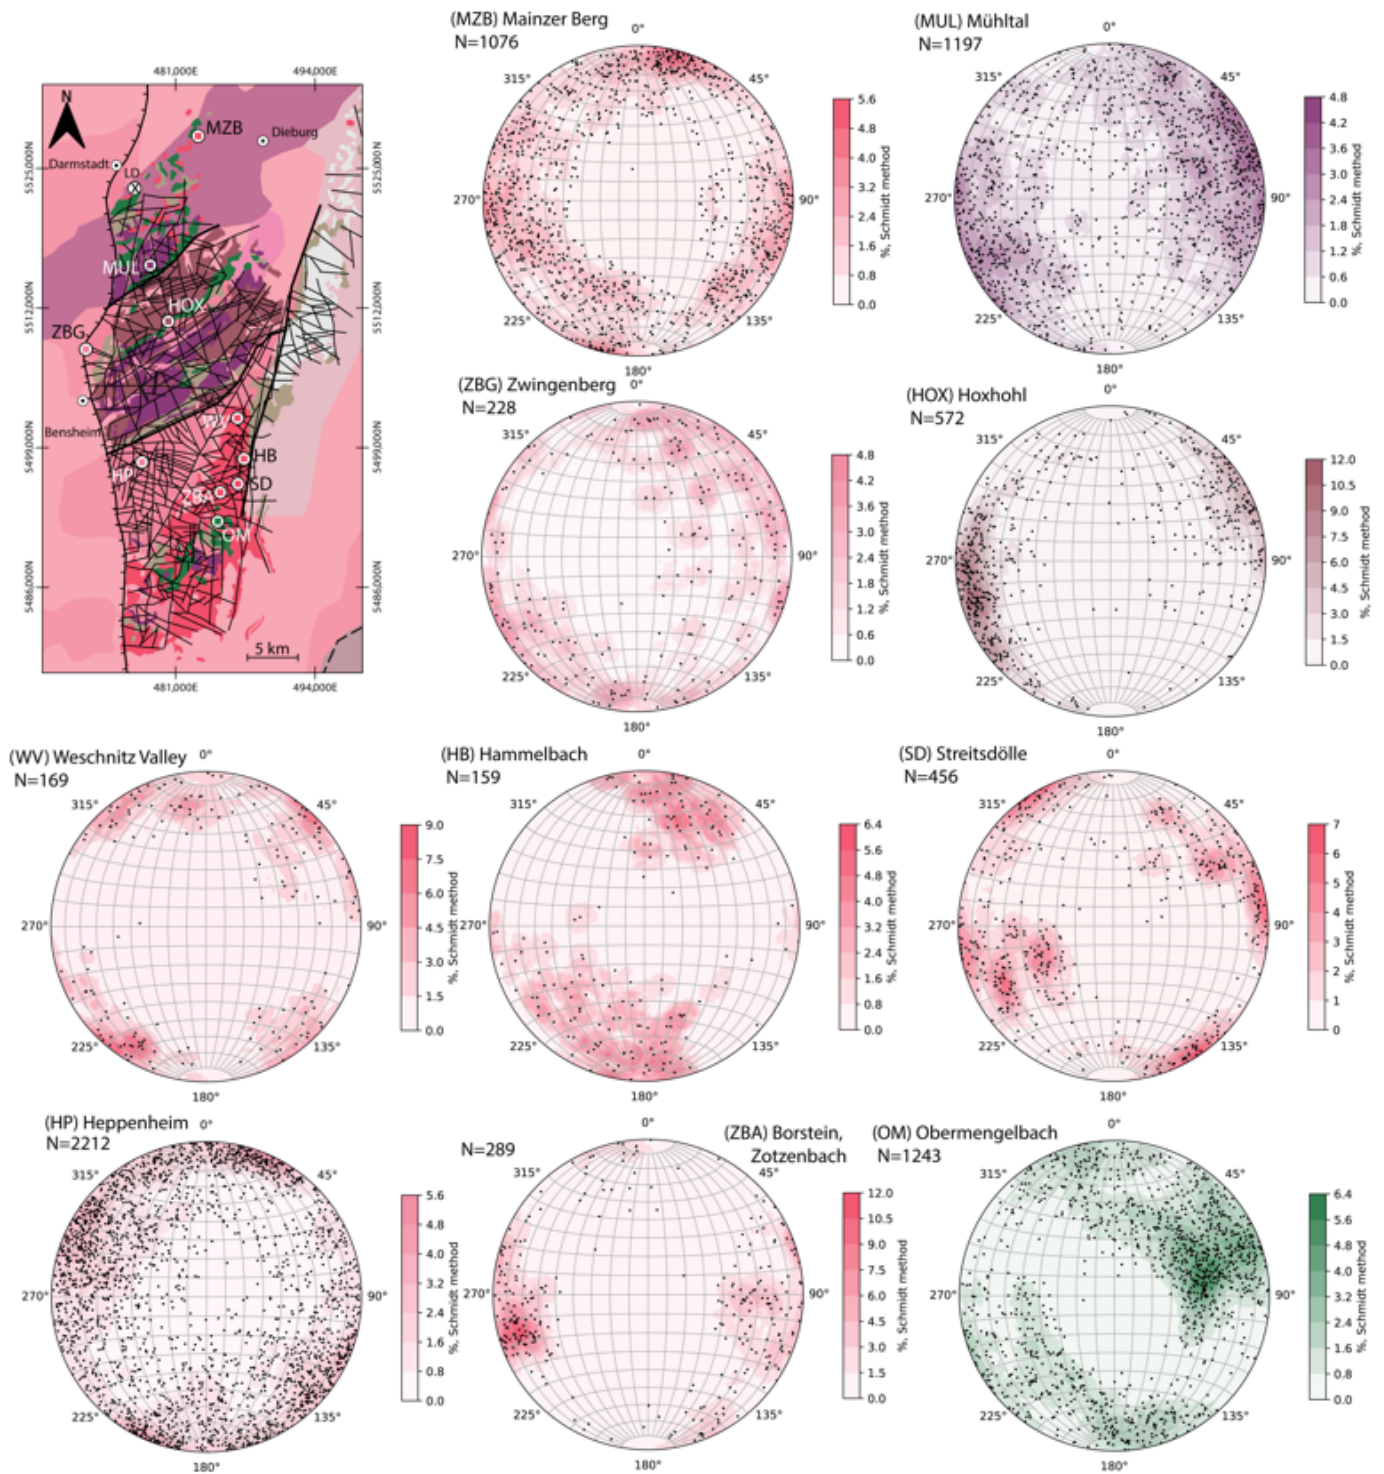 481,000E
494,000E
N
MZB
Dieburg
Darmstadt
LD
X
5525,000N
5525,000N
MUL
HOX
5512,000N
5512,000N
ZBG
Bensheim
WV
5499,000N
5499,000N
HB
HP
SD
ZBA
OM
5486,000N
5486,000N
5 km
481,000E
494,000E
(MZB) Mainzer Berg
N=1076
0°
315°
45°
270°
90°
225°
135°
180°
5.6
4.8
4.0
3.2
2.4
1.6
0.8
0.0
%, Schmidt method
(MUL) Mühltal
N=1197
0°
315°
45°
270°
90°
225°
135°
180°
4.8
4.2
3.6
3.0
2.4
1.8
1.2
0.6
0.0
%, Schmidt method
(ZBG) Zwingenberg
N=228
0°
315°
45°
270°
90°
225°
135°
180°
4.8
4.2
3.6
3.0
2.4
1.8
1.2
0.6
0.0
%, Schmidt method
(HOX) Hoxhohl
N=572
0°
315°
45°
270°
90°
225°
135°
180°
12.0
10.5
9.0
7.5
6.0
4.5
3.0
1.5
0.0
%, Schmidt method
(WV) Weschnitz Valley
N=169
0°
315°
45°
270°
90°
225°
135°
180°
9.0
7.5
6.0
4.5
3.0
1.5
0.0
%, Schmidt method
(HB) Hammelbach
N=159
0°
315°
45°
270°
90°
225°
135°
180°
6.4
5.6
4.8
4.0
3.2
2.4
1.6
0.8
0.0
%, Schmidt method
(SD) Streitsdölle
N=456
0°
315°
45°
270°
90°
225°
135°
180°
7
6
5
4
3
2
1
0
%, Schmidt method
(HP) Heppenheim
N=2212
0°
315°
45°
270°
90°
225°
135°
180°
5.6
4.8
4.0
3.2
2.4
1.6
0.8
0.0
%, Schmidt method
(ZBA) Borstein,
Zotzenbach
N=289
0°
315°
45°
270°
90°
225°
135°
180°
12.0
10.5
9.0
7.5
6.0
4.5
3.0
1.5
0.0
%, Schmidt method
(OM) Obermengelbach
N=1243
0°
315°
45°
270°
90°
225°
135°
180°
6.4
5.6
4.8
4.0
3.2
2.4
1.6
0.8
0.0
%, Schmidt method